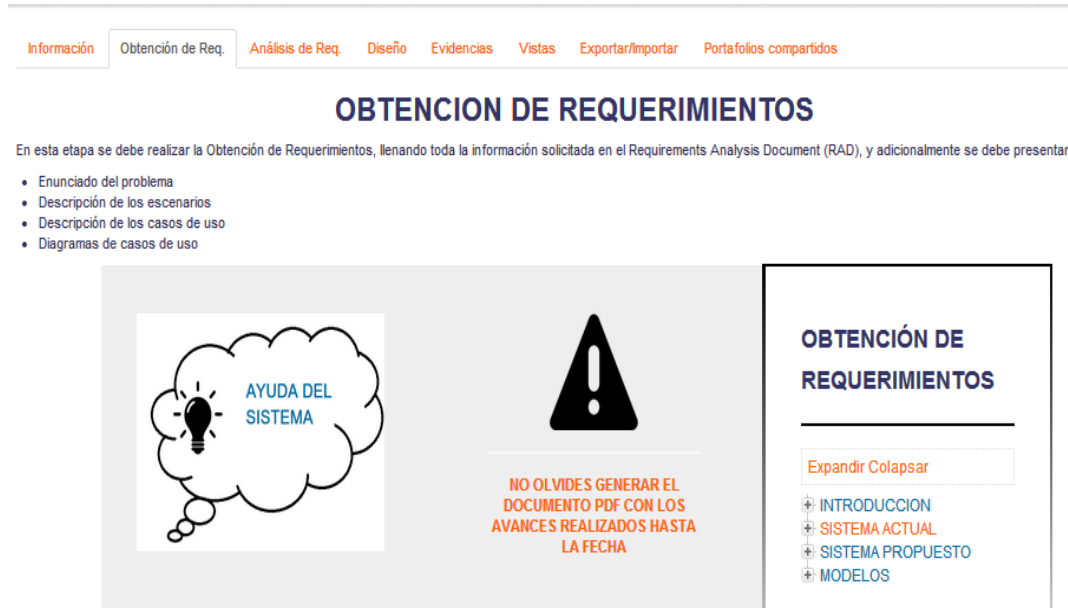 Información Obtención de Req. Análisis de Req. Diseño Evidencias Vistas Exportar/Importar Portafolios compartidos
OBTENCION DE REQUERIMIENTOS
En esta etapa se debe realizar la Obtención de Requerimientos, llenando toda la información solicitada en el Requirements Analysis Document (RAD), y adicionalmente se debe presentar
• Enunciado del problema
• Descripción de los escenarios
• Descripción de los casos de uso
• Diagramas de casos de uso
AYUDA DEL
SISTEMA
NO OLVIDES GENERAR EL
DOCUMENTO PDF CON LOS
AVANCES REALIZADOS HASTA
LA FECHA
OBTENCIÓN DE
REQUERIMIENTOS
Expandir Colapsar
INTRODUCCION
SISTEMA ACTUAL
SISTEMA PROPUESTO
MODELOS